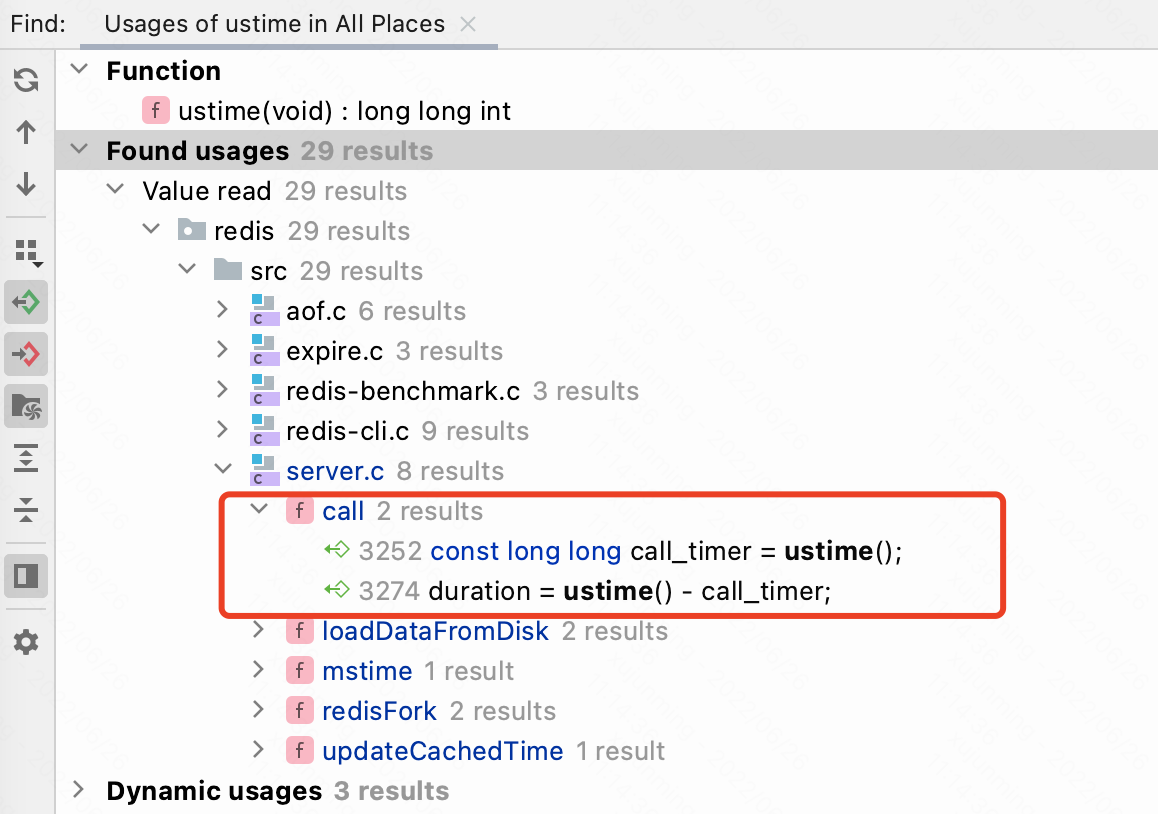 Find: Usages of ustime in All Places
Function
f ustime(void) : long long int
Found usages 29 results
Value read 29 results
redis 29 results
src 29 results
C aof.c 6 results
C expire.c 3 results
C redis-benchmark.c 3 results
C redis-cli.c 9 results
C server.c 8 results
f call 2 results
3252 const long long call_timer = ustime();
3274 duration = ustime() - call_timer;
f loadDataFromDisk 2 results
f mstime 1 result
f redisFork 2 results
f updateCachedTime 1 result
Dynamic usages 3 results